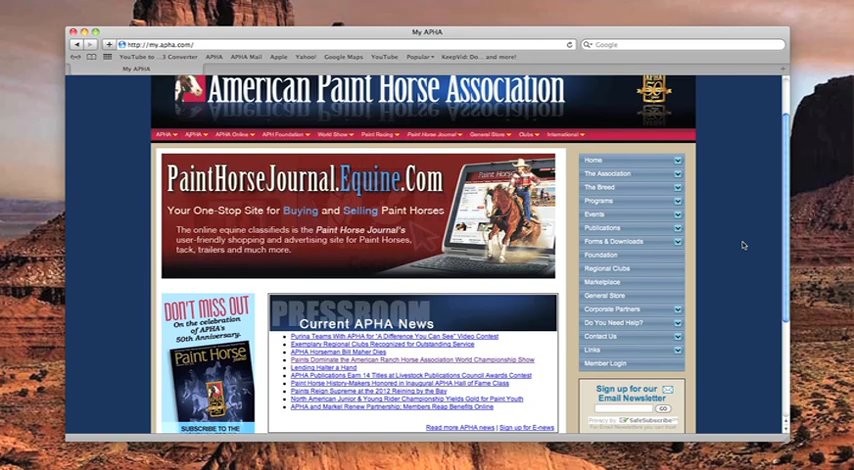 My APHA
http://my.apha.com/
Google
YouTube to ...3 Converter APHA APHA Mail Apple Yahoo! Google Maps YouTube Popular KeepVid: Do... and more!
My APHA
American Paint Horse Association
APHA AjPHA APHA Online APH Foundation World Show Paint Racing Paint Horse Journal General Store Clubs International
PaintHorseJournal.Equine.Com
Your One-Stop Site for Buying and Selling Paint Horses
The online equine classifieds is the Paint Horse Journal's
user-friendly shopping and advertising site for Paint Horses,
tack, trailers and much more.
Home
The Association
The Breed
Programs
Events
Publications
Forms & Downloads
Foundation
Regional Clubs
Marketplace
General Store
Corporate Partners
Do You Need Help?
Contact Us
Links
Member Login
DON'T MISS OUT
On the celebration
of APHA's
50th Anniversary.
Paint Horse
SUBSCRIBE TO THE
PRESSROOM
Current APHA News
Purina Teams With APHA for "A Difference You Can See" Video Contest
Exemplary Regional Clubs Recognized for Outstanding Service
APHA Horseman Bill Maher Dies
Paints Dominate the American Ranch Horse Association World Championship Show
Lending Halter a Hand
APHA Publications Earn 14 Titles at Livestock Publications Council Awards Contest
Paint Horse History-Makers Honored in Inaugural APHA Hall of Fame Class
Paints Reign Supreme at the 2012 Reining by the Bay
North American Junior & Young Rider Championship Yields Gold for Paint Youth
APHA and Markel Renew Partnership; Members Reap Benefits Online
Read more APHA news | Sign up for E-news
Sign up for our
Email Newsletter
GO
Privacy by SafeSubscribe
For Email Newsletters you can trust